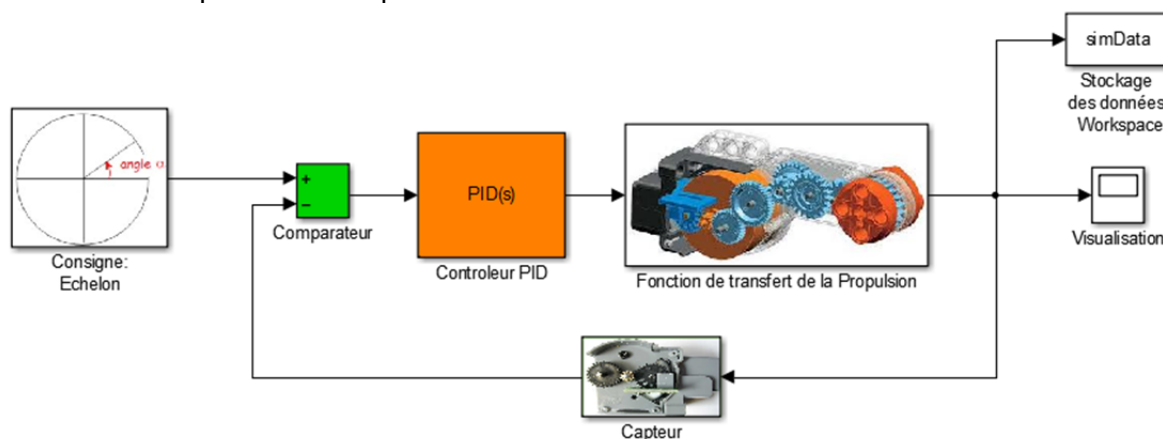 simData
Stockage
des données
Workspace
angle α
+
−
PID(s)
Comparateur
Consigne:
Echelon
Controleur PID
Fonction de transfert de la Propulsion
Visualisation
Capteur